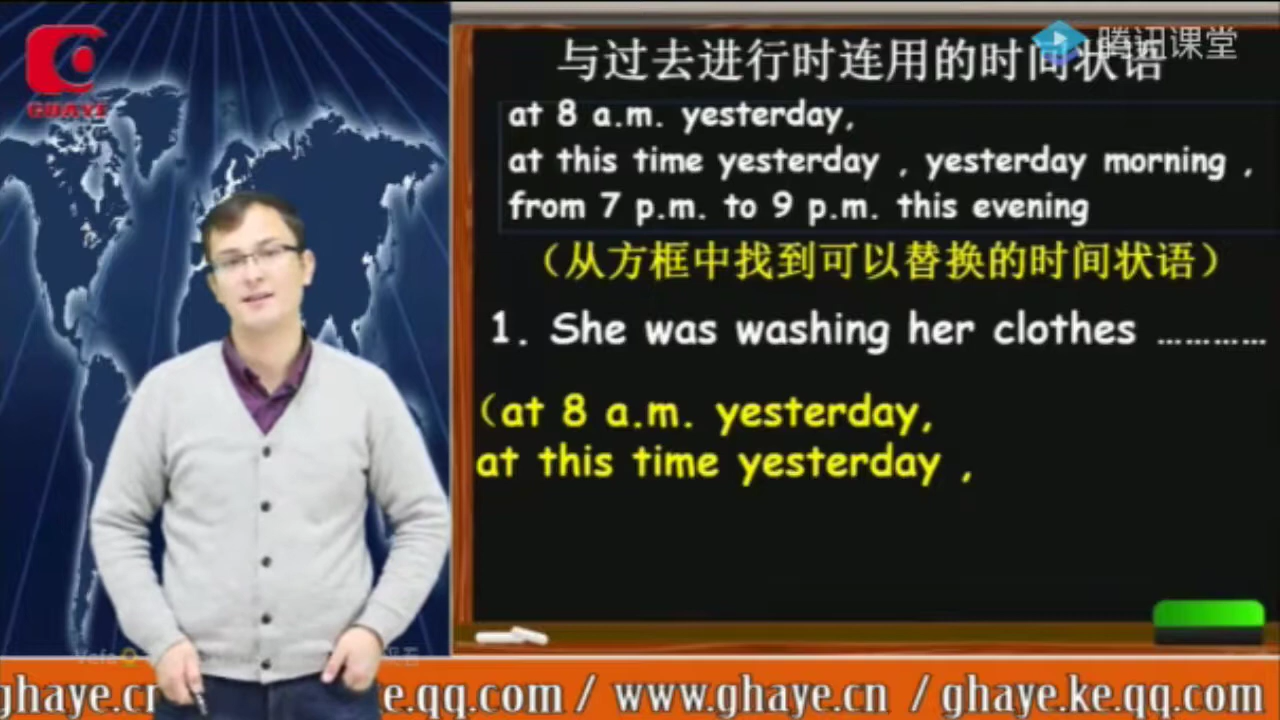 腾讯课堂
GHAYE
与过去进行时连用的时间状语
at 8 a.m. yesterday,
at this time yesterday , yesterday morning ,
from 7 p.m. to 9 p.m. this evening
（从方框中找到可以替换的时间状语）
1. She was washing her clothes …………
（at 8 a.m. yesterday,
at this time yesterday ,
ghaye.cn ke.qq.com / www.ghaye.cn / ghaye.ke.qq.com